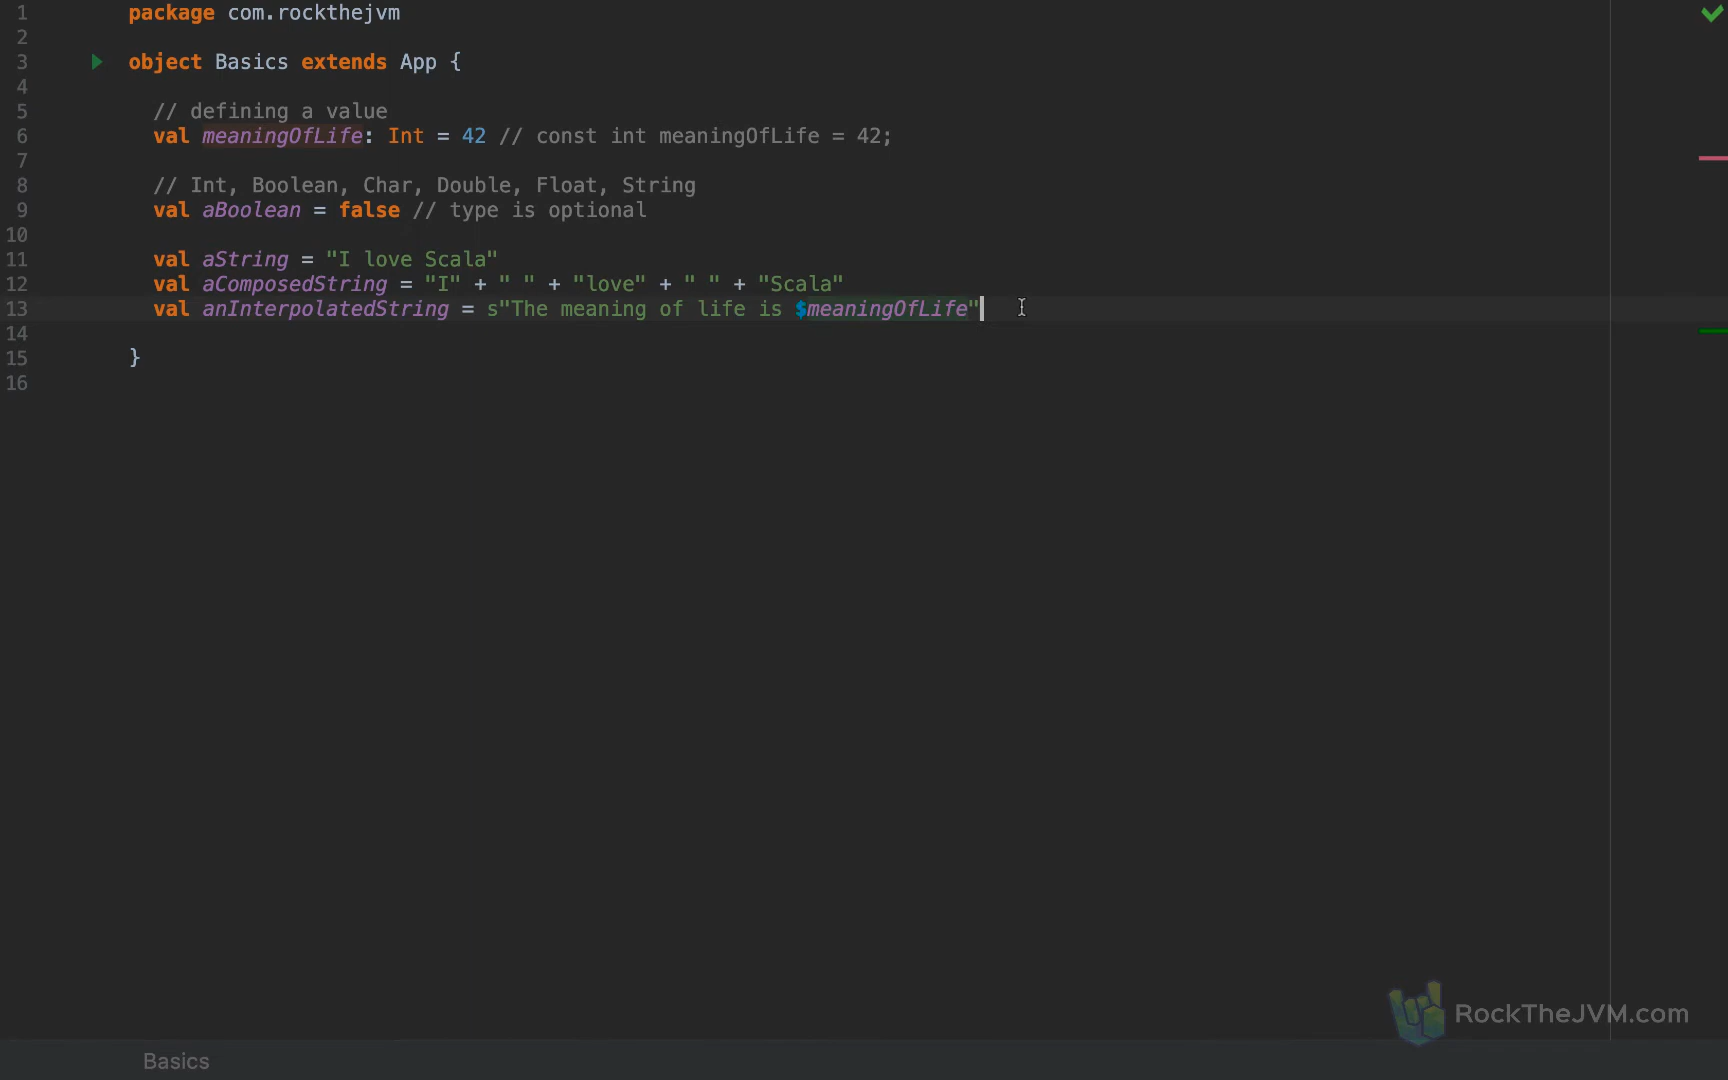 1 package com.rockthejvm
2
3 object Basics extends App {
4
5 // defining a value
6 val meaningOfLife: Int = 42 // const int meaningOfLife = 42;
7
8 // Int, Boolean, Char, Double, Float, String
9 val aBoolean = false // type is optional
10
11 val aString = "I love Scala"
12 val aComposedString = "I" + " " + "love" + " " + "Scala"
13 val anInterpolatedString = s"The meaning of life is $meaningOfLife"
14
15 }
16
RockTheJVM.com
Basics